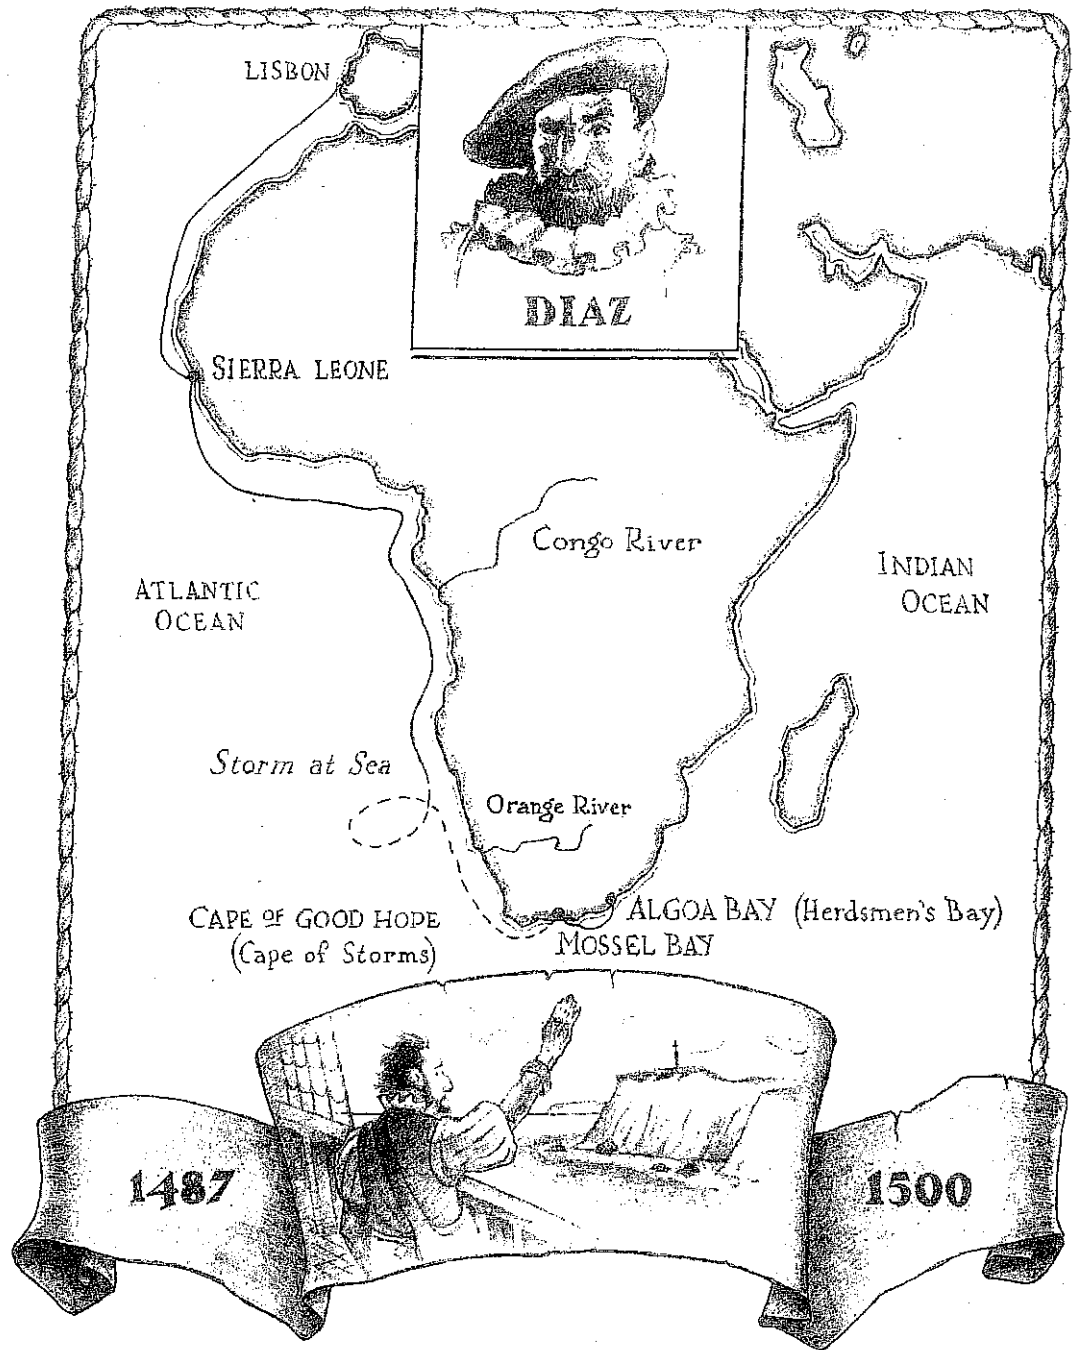 LISBON
DIAZ
SIERRA LEONE
Congo River
INDIAN
OCEAN
ATLANTIC
OCEAN
Storm at Sea
Orange River
ALGOA BAY (Herdsmen's Bay)
CAPE OF GOOD HOPE
(Cape of Storms)
MOSSEL BAY
1487
1500